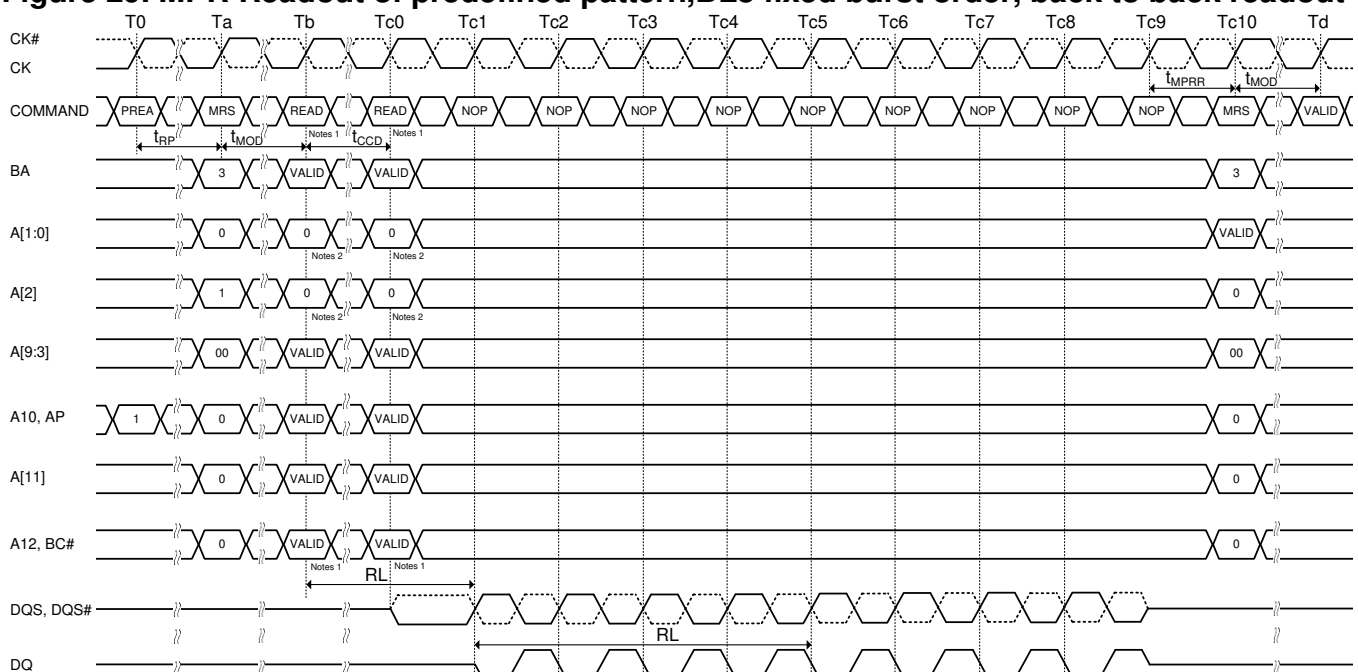 Readout of predefined pattern, fixed burst order, back to back readout
T0 Ta Tb Tc0 Tc1 Tc2 Tc3 Tc4 Tc5 Tc6 Tc7 Tc8 Tc9 Tc10 Td
CK#
CK
tMPRR tMOD
COMMAND PREA MRS READ READ NOP NOP NOP NOP NOP NOP NOP NOP NOP MRS VALID
Notes 1 Notes 1
tRP tMOD tCCD
BA 3 VALID VALID 3
A[1:0] 0 0 0 VALID
Notes 2 Notes 2
A[2] 1 0 0 0
Notes 2 Notes 2
A[9:3] 00 VALID VALID 00
A10, AP 1 0 VALID VALID 0
A[11] 0 VALID VALID 0
A12, BC# 0 VALID VALID 0
Notes 1 Notes 1
RL
DQS, DQS#
RL
DQ